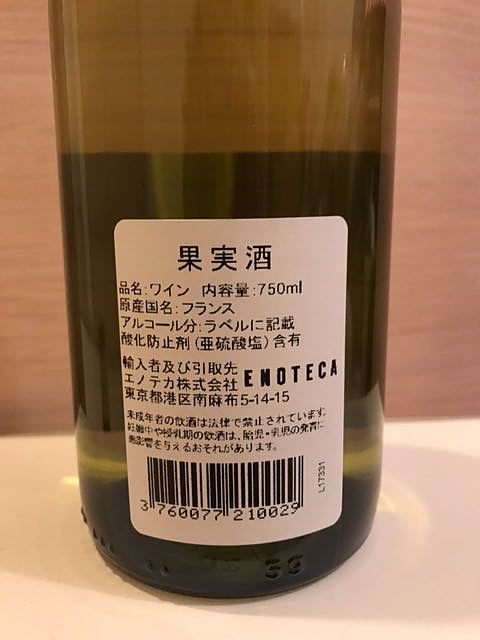 果実酒
品名:ワイン 内容量:750ml
原産国名:フランス
アルコール分:ラベルに記載
酸化防止剤(亜硫酸塩)含有
輸入者及び引取先
エノテカ株式会社 ENOTECA
東京都港区南麻布5-14-15
未成年者の飲酒は法律で禁止されています。
妊娠中や授乳期の飲酒は、胎児・乳児の発育に
悪影響を与えるおそれがあります。
L17331
3 760077 210029